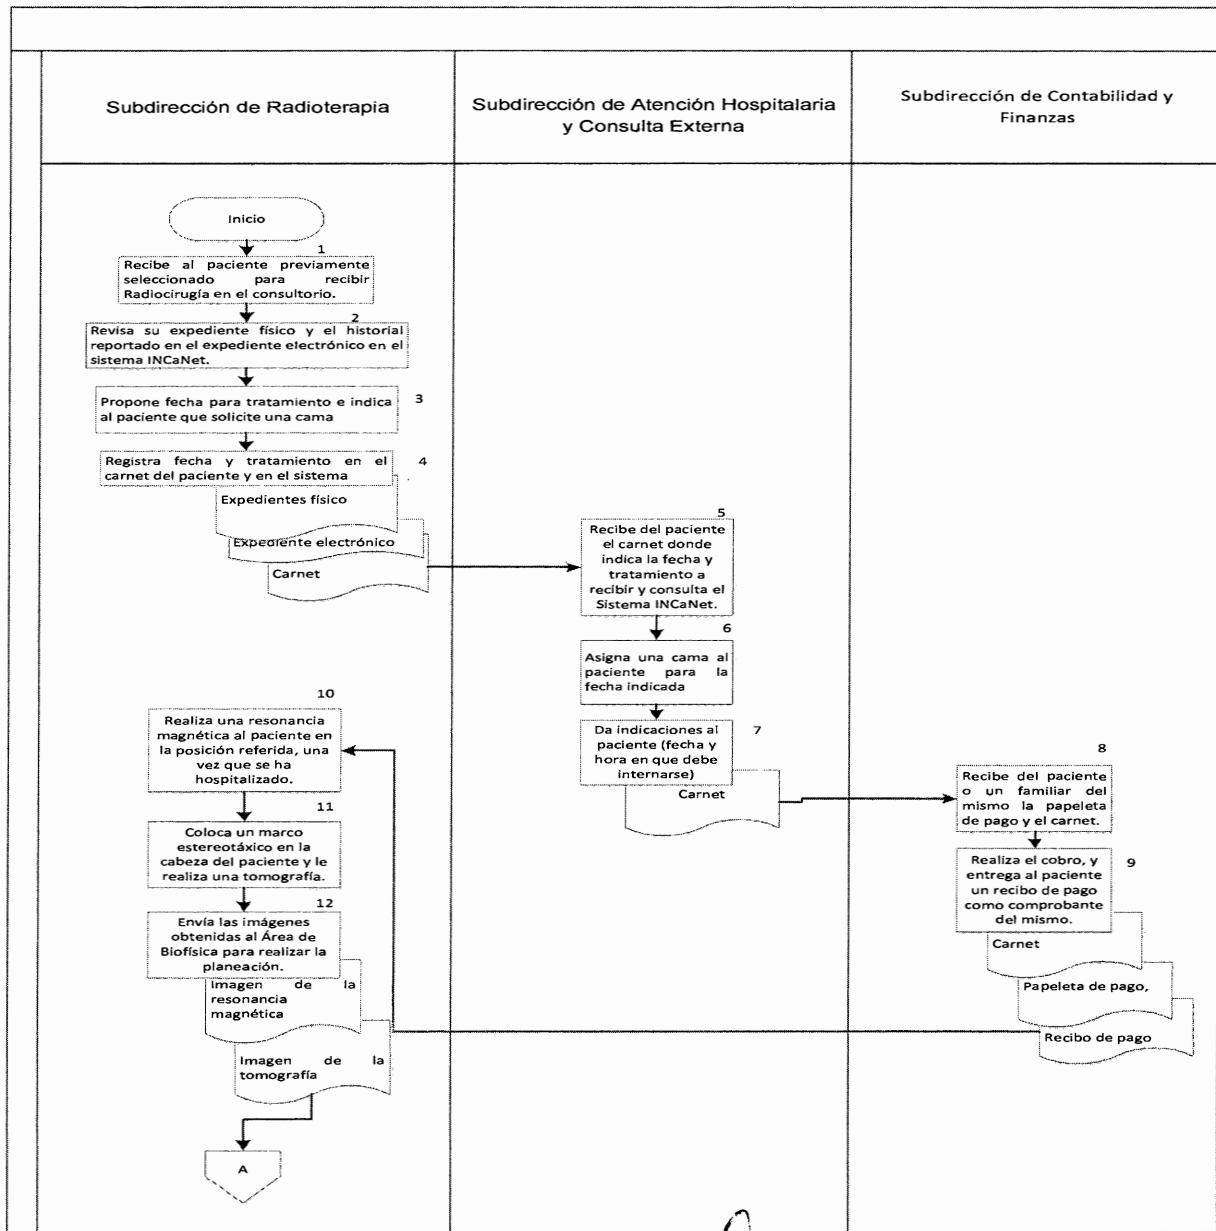 Subdirección de Radioterapia
Subdirección de Atención Hospitalaria
y Consulta Externa
Subdirección de Contabilidad y
Finanzas
Inicio
1
Recibe al paciente previamente
seleccionado para recibir
Radiocirugía en el consultorio.
2
Revisa su expediente físico y el historial
reportado en el expediente electrónico en el
sistema INCaNet.
Propone fecha para tratamiento e indica
al paciente que solicite una cama
3
Registra fecha y tratamiento en el
carnet del paciente y en el sistema
4
Expedientes físico
Expediente electrónico
Carnet
5
Recibe del paciente
el carnet donde
indica la fecha y
tratamiento a
recibir y consulta el
Sistema INCaNet.
6
Asigna una cama al
paciente para la
fecha indicada
Da indicaciones al
paciente (fecha y
hora en que debe
internarse)
7
Carnet
8
Recibe del paciente
o un familiar del
mismo la papeleta
de pago y el carnet.
Realiza el cobro, y
entrega al paciente
un recibo de pago
como comprobante
del mismo.
9
Carnet
Papeleta de pago,
Recibo de pago
10
Realiza una resonancia
magnética al paciente en
la posición referida, una
vez que se ha
hospitalizado.
11
Coloca un marco
estereotáxico en la
cabeza del paciente y le
realiza una tomografía.
12
Envía las imágenes
obtenidas al Área de
Biofísica para realizar la
planeación.
Imagen de la
resonancia
magnética
Imagen de la
tomografía
A